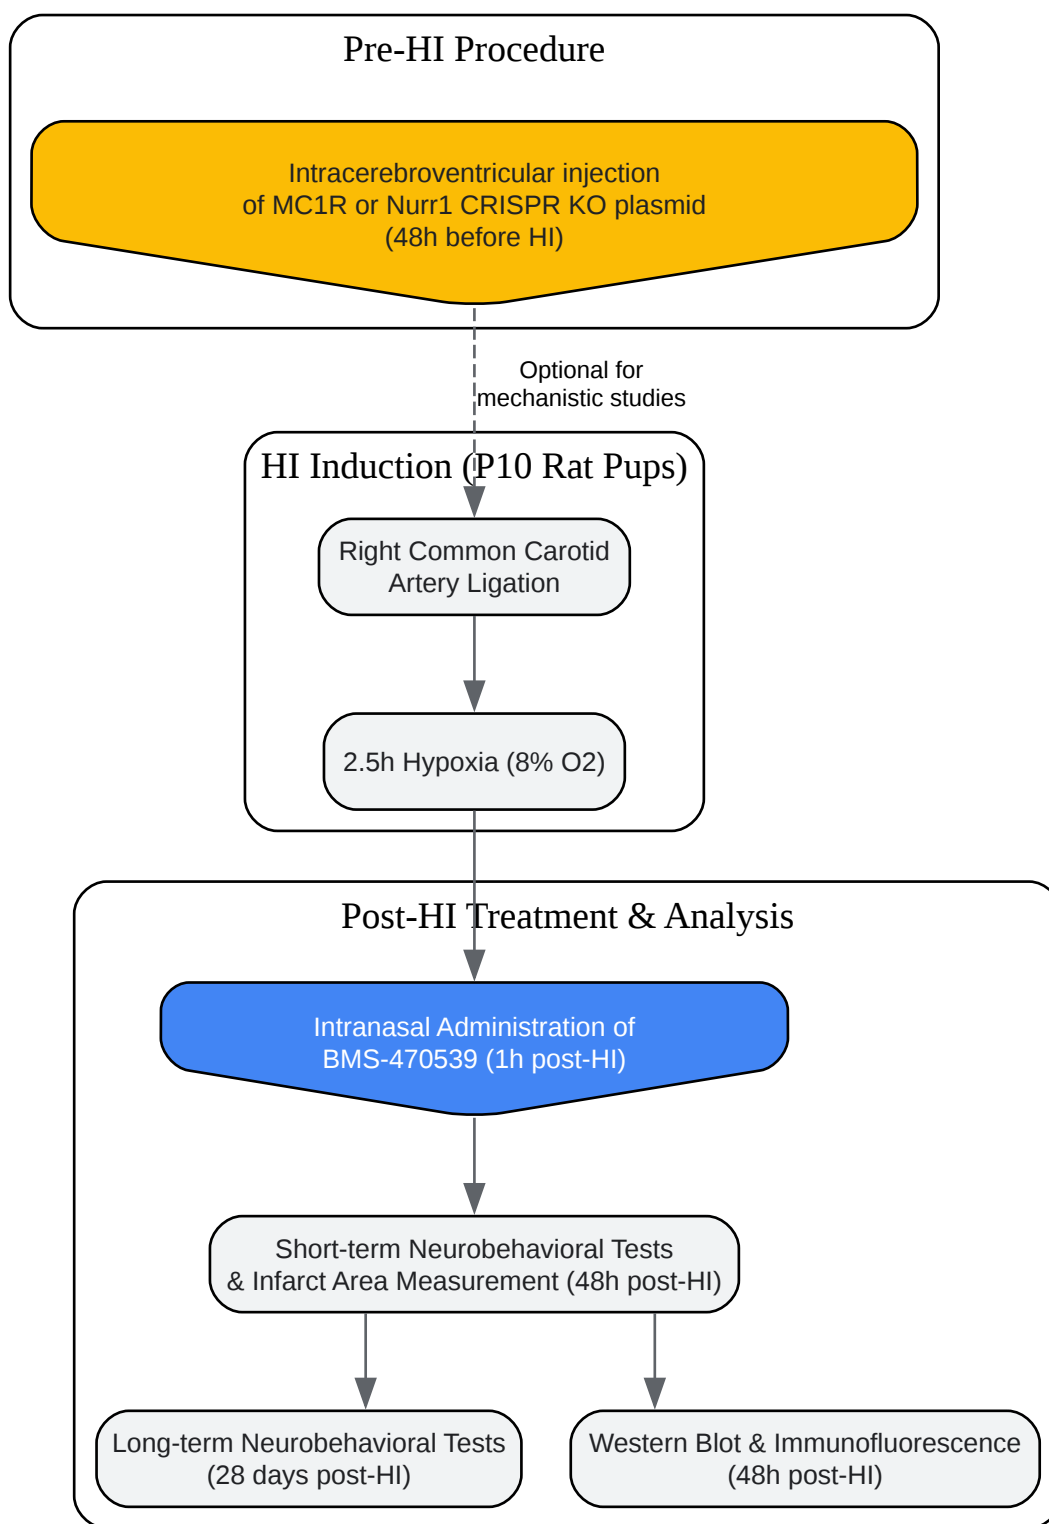 Pre-HI Procedure
Intracerebroventricular injection
of MC1R or Nurr1 CRISPR KO plasmid
(48h before HI)
Optional for
mechanistic studies
HI Induction (P10 Rat Pups)
Right Common Carotid
Artery Ligation
2.5h Hypoxia (8% O2)
Post-HI Treatment & Analysis
Intranasal Administration of
BMS-470539 (1h post-HI)
Short-term Neurobehavioral Tests
& Infarct Area Measurement (48h post-HI)
Long-term Neurobehavioral Tests
(28 days post-HI)
Western Blot & Immunofluorescence
(48h post-HI)